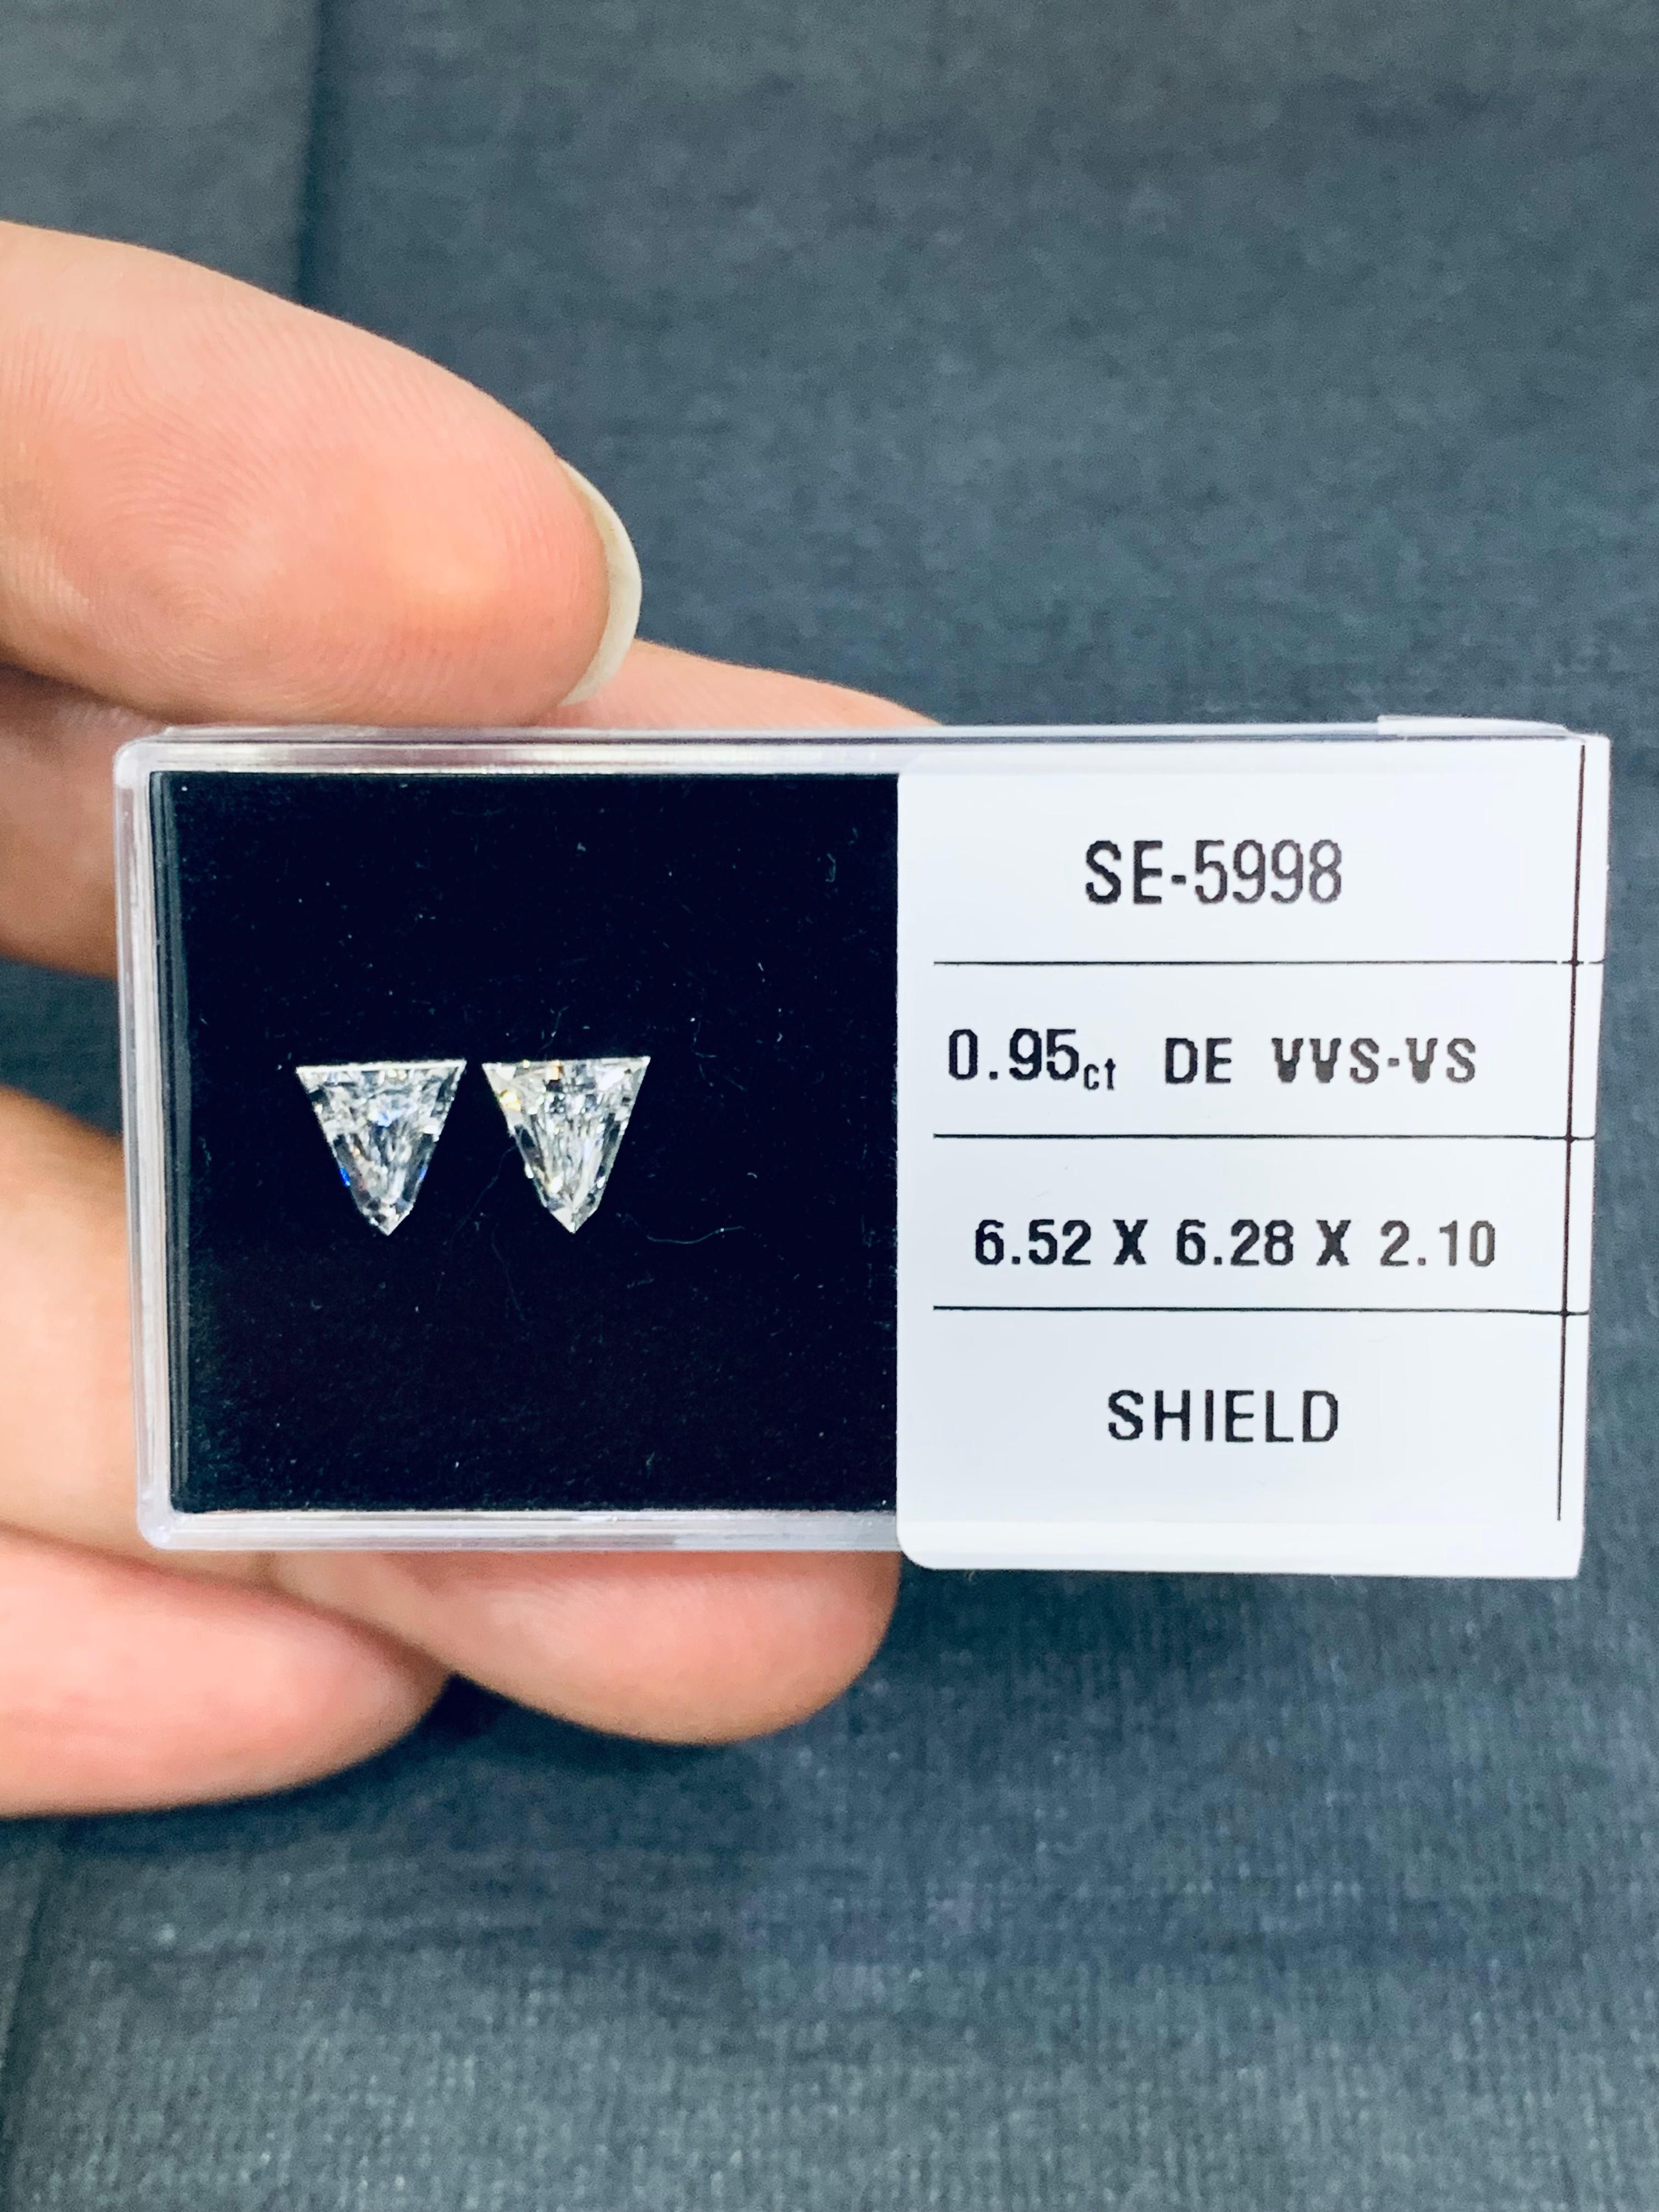 SE-5998
0.95ct DE VVS-VS
6.52 X 6.28 X 2.10
SHIELD